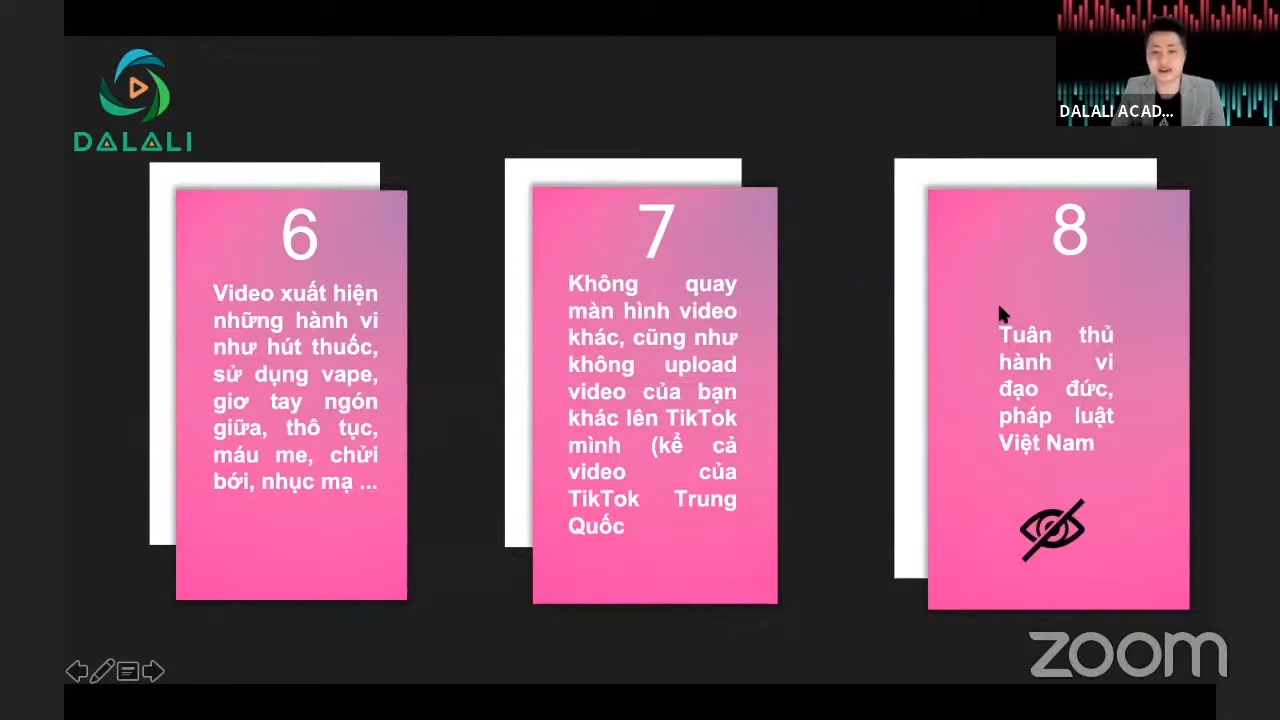 DALALI
DALALI ACAD...
6
Video xuất hiện
những hành vi
như hút thuốc,
sử dụng vape,
giơ tay ngón
giữa, thô tục,
máu me, chửi
bới, nhục mạ ...
7
Không quay
màn hình video
khác, cũng như
không upload
video của bạn
khác lên TikTok
mình (kể cả
video của
TikTok Trung
Quốc
8
Tuân thủ
hành vi
đạo đức,
pháp luật
Việt Nam
zoom